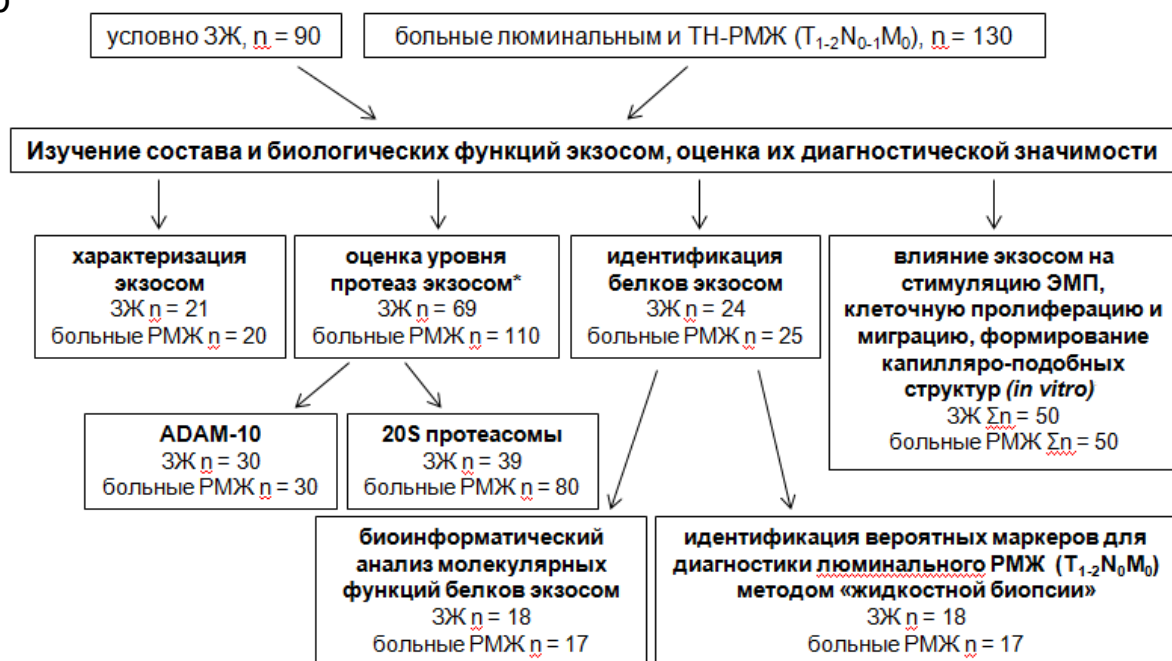 условно ЗЖ, n = 90
больные люминальным и ТН-РМЖ (T1-2N0-1M0), n = 130
Изучение состава и биологических функций экзосом, оценка их диагностической значимости
характеризация
экзосом
ЗЖ n = 21
больные РМЖ n = 20
оценка уровня
протеаз экзосом*
ЗЖ n = 69
больные РМЖ n = 110
идентификация
белков экзосом
ЗЖ n = 24
больные РМЖ n = 25
влияние экзосом на
стимуляцию ЭМП,
клеточную пролиферацию и
миграцию, формирование
капилляро-подобных
структур (in vitro)
ЗЖ Σn = 50
больные РМЖ Σn = 50
ADAM-10
ЗЖ n = 30
больные РМЖ n = 30
20S протеасомы
ЗЖ n = 39
больные РМЖ n = 80
биоинформатический
анализ молекулярных
функций белков экзосом
ЗЖ n = 18
больные РМЖ n = 17
идентификация вероятных маркеров для
диагностики люминального РМЖ (T1-2N0M0)
методом «жидкостной биопсии»
ЗЖ n = 18
больные РМЖ n = 17